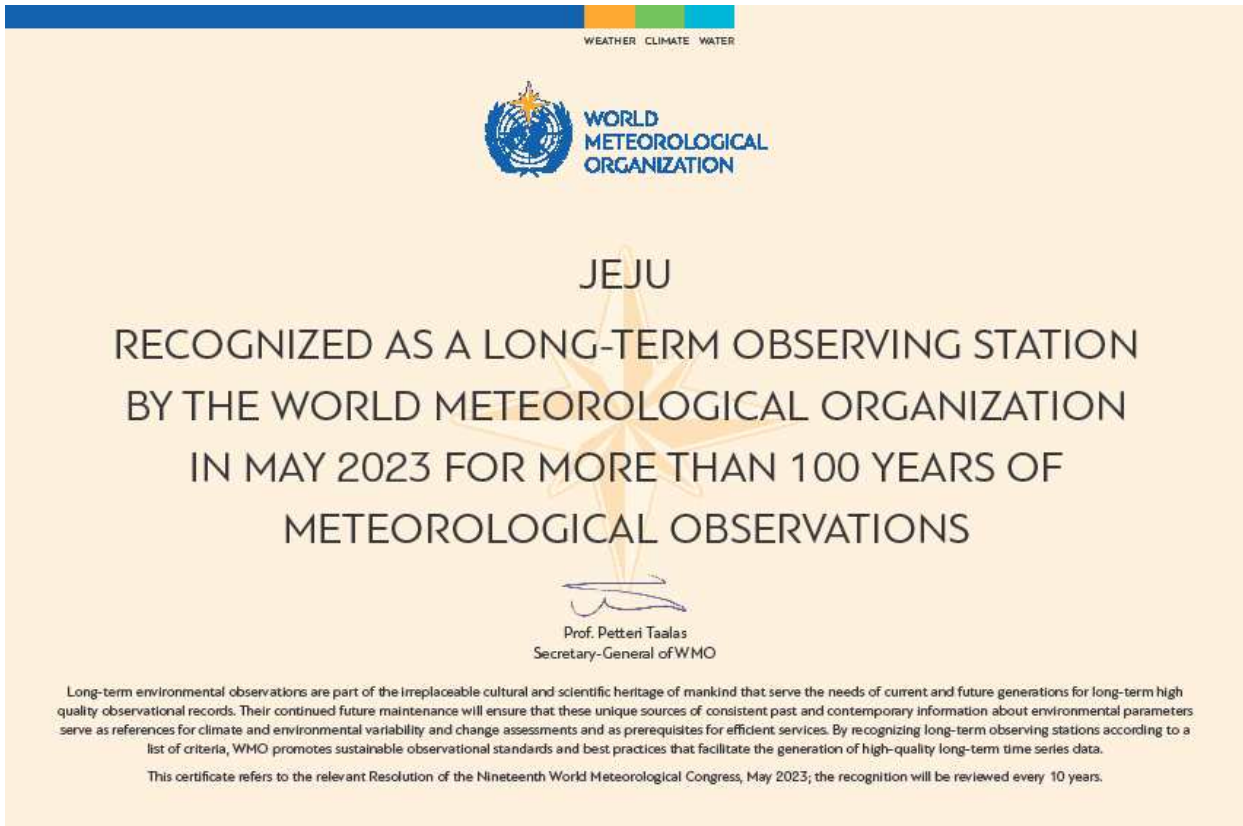 WEATHER CLIMATE WATER
WORLD
METEOROLOGICAL
ORGANIZATION
JEJU
RECOGNIZED AS A LONG-TERM OBSERVING STATION
BY THE WORLD METEOROLOGICAL ORGANIZATION
IN MAY 2023 FOR MORE THAN 100 YEARS OF
METEOROLOGICAL OBSERVATIONS
Prof. Petteri Taalas
Secretary-General of WMO
Long-term environmental observations are part of the irreplaceable cultural and scientific heritage of mankind that serve the needs of current and future generations for long-term high
quality observational records. Their continued future maintenance will ensure that these unique sources of consistent past and contemporary information about environmental parameters
serve as references for climate and environmental variability and change assessments and as prerequisites for efficient services. By recognizing long-term observing stations according to a
list of criteria, WMO promotes sustainable observational standards and best practices that facilitate the generation of high-quality long-term time series data.
This certificate refers to the relevant Resolution of the Nineteenth World Meteorological Congress, May 2023; the recognition will be reviewed every 10 years.